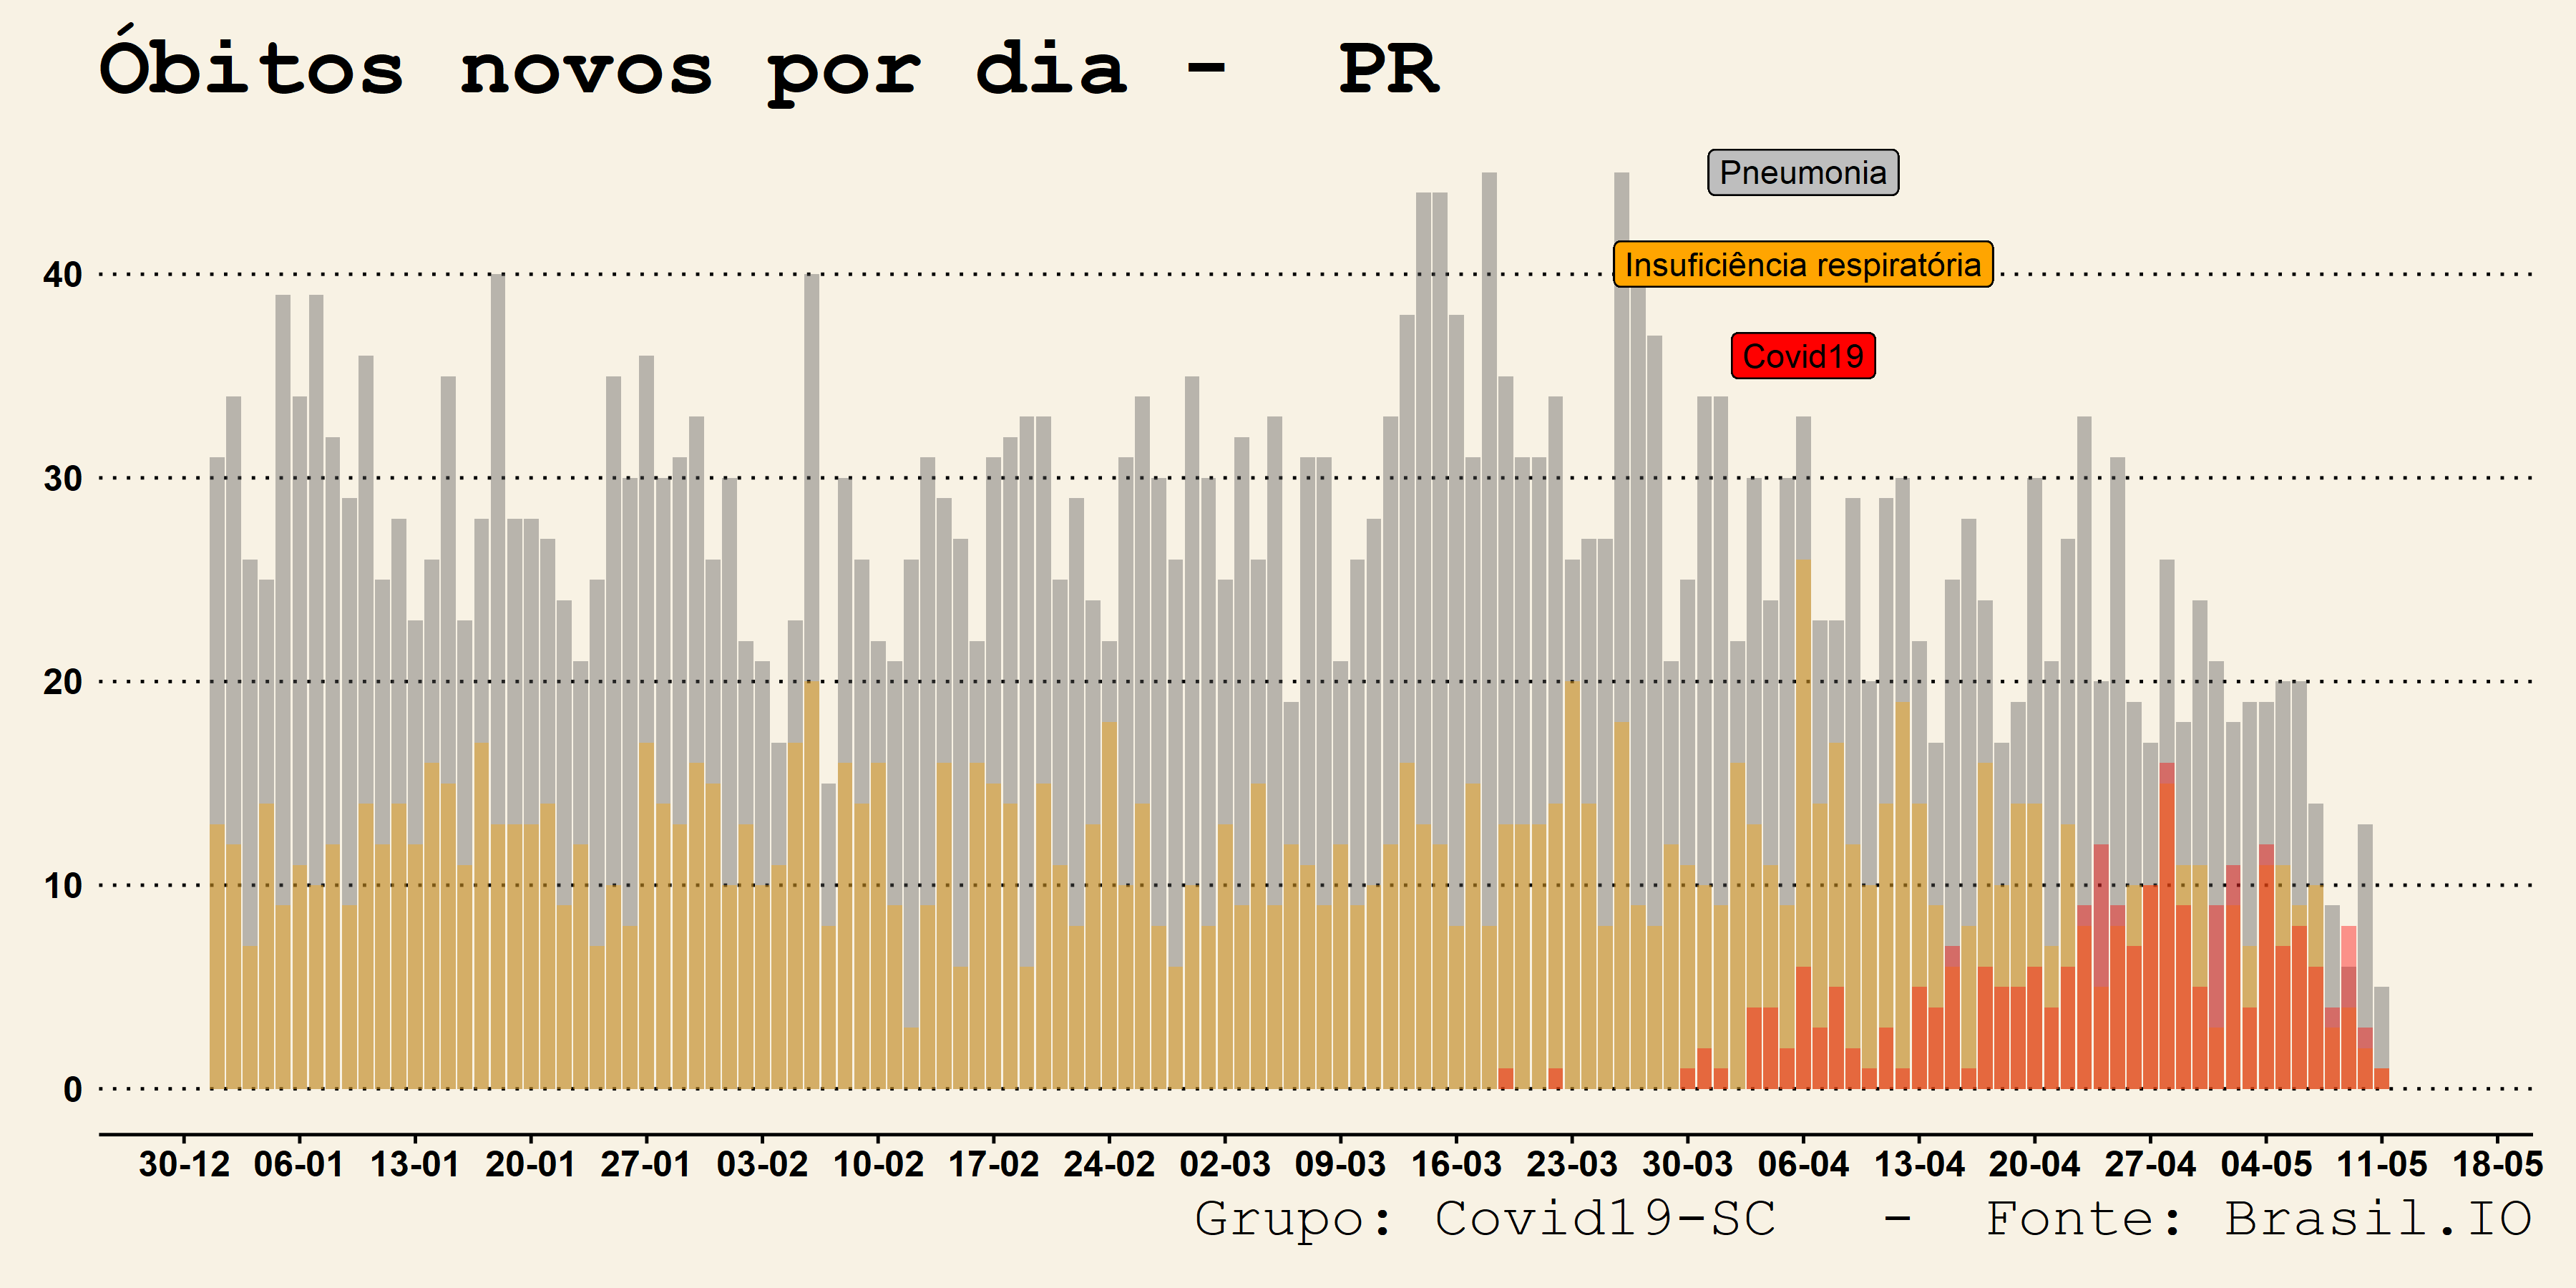 Óbitos novos por dia -  PR
Pneumonia
40
Insuficiência respiratória
Covid19
30
20
10
0
30-12 06-01 13-01 20-01 27-01 03-02 10-02 17-02 24-02 02-03 09-03 16-03 23-03 30-03 06-04 13-04 20-04 27-04 04-05 11-05 18-05
Grupo: Covid19-SC  -  Fonte: Brasil.IO